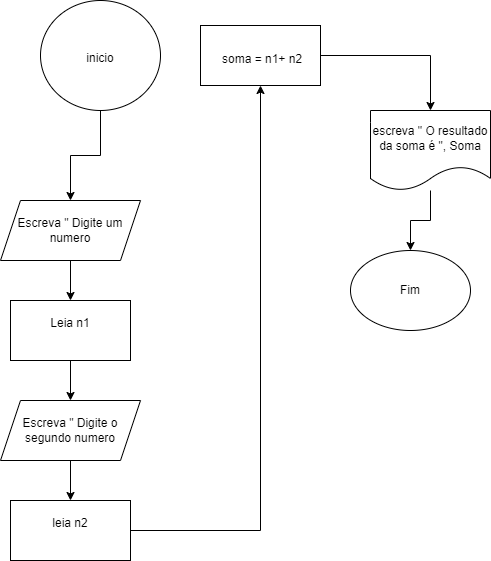 inicio
Escreva " Digite um
numero
Leia n1
Escreva " Digite o
segundo numero
leia n2
soma = n1+ n2
escreva " O resultado
da soma é ", Soma
Fim